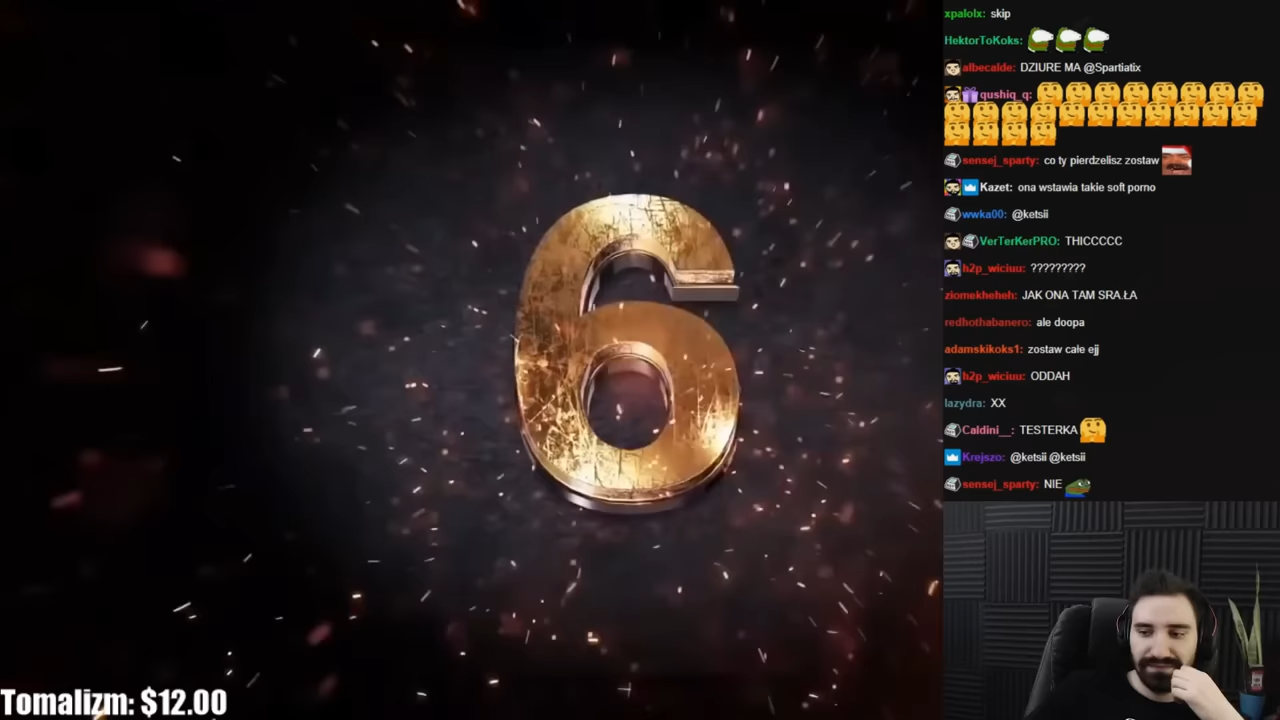 xpalolx: skip
HektorToKoks:
albecalde: DZIURE MA @Spartiatix
qushiq_q:
sensej_sparty: co ty pierdzelisz zostaw
Kazet: ona wstawia takie soft porno
wwka00: @ketsii
VerTerKerPRO: THICCCCC
h2p_wiciuu: ?????????
ziomekheheh: JAK ONA TAM SRA.ŁA
redhothabanero: ale doopa
adamskikoks1: zostaw całe ejj
h2p_wiciuu: ODDAH
lazydra: XX
Caldini__: TESTERKA
Krejszo: @ketsii @ketsii
sensej_sparty: NIE
6
Tomalizm: $12.00